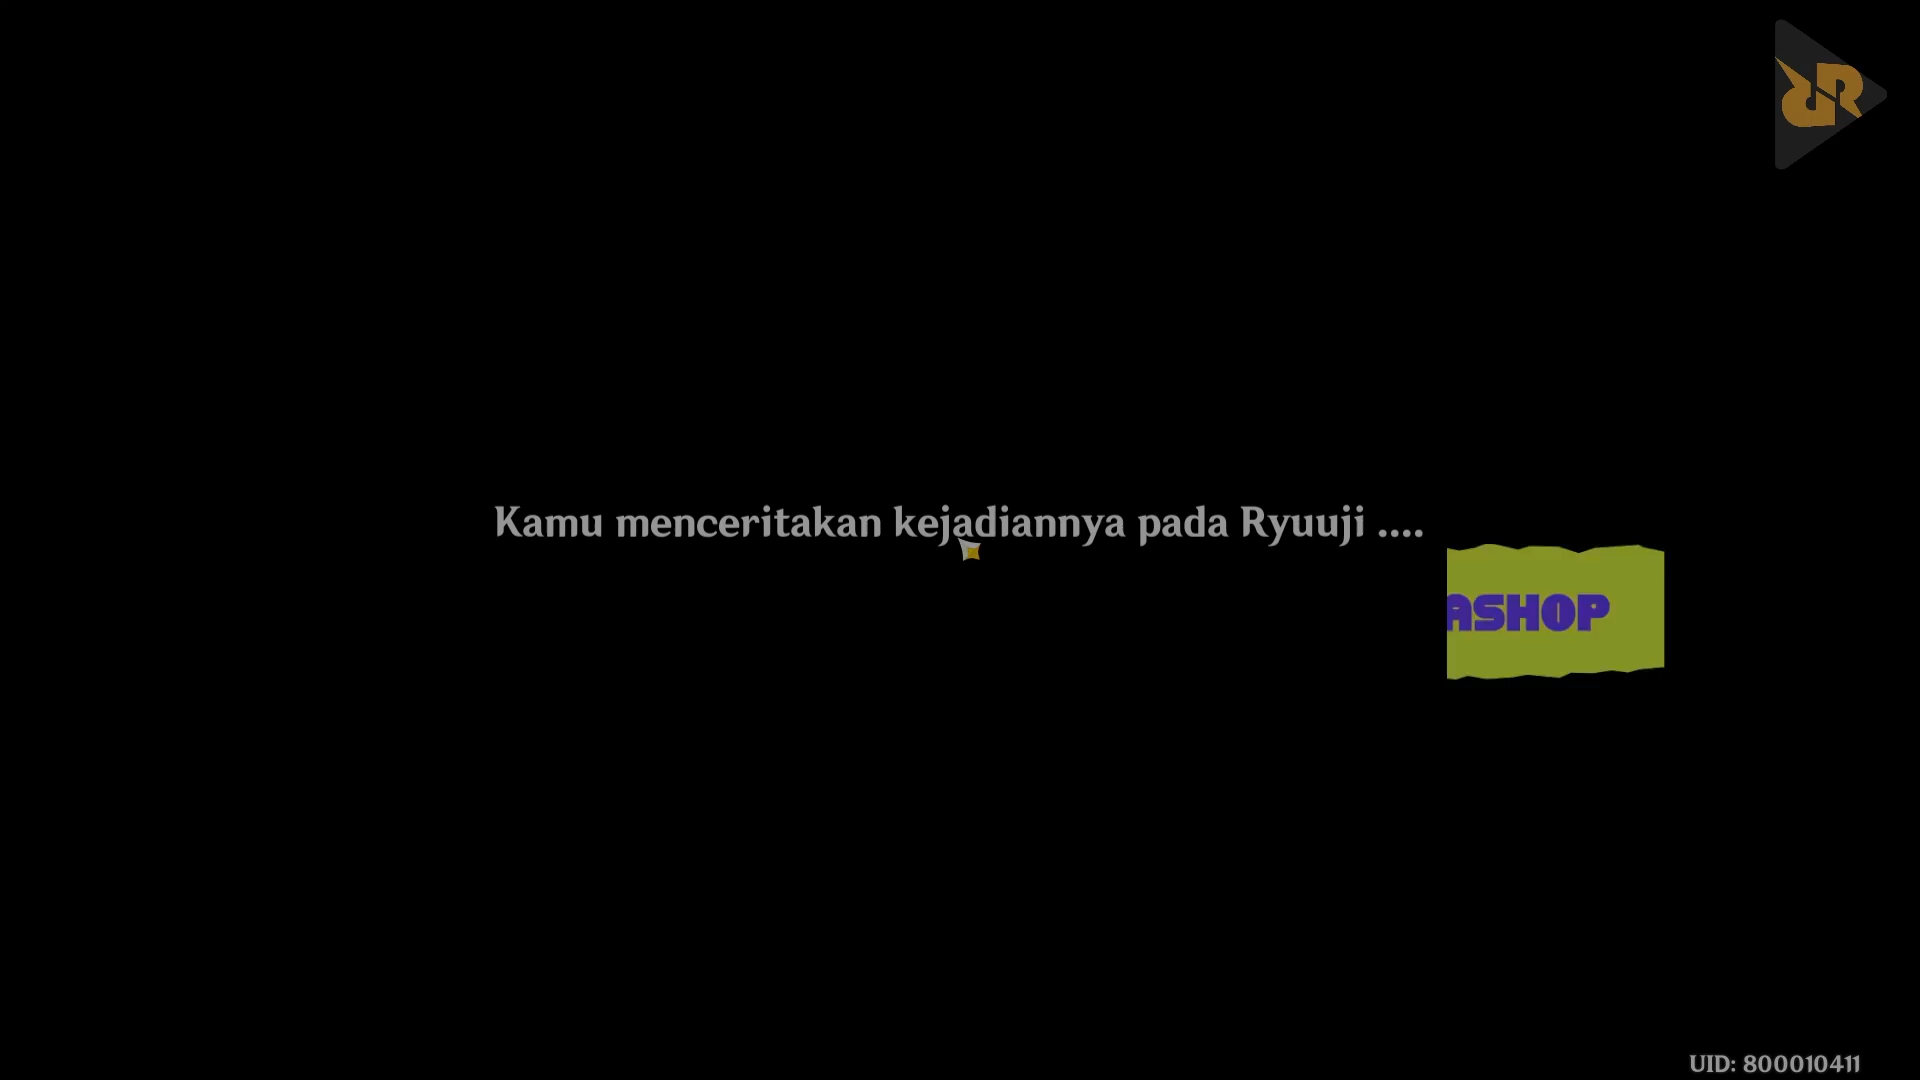 Kamu menceritakan kejadiannya pada Ryuuji ....
ASHOP
UID: 800010411